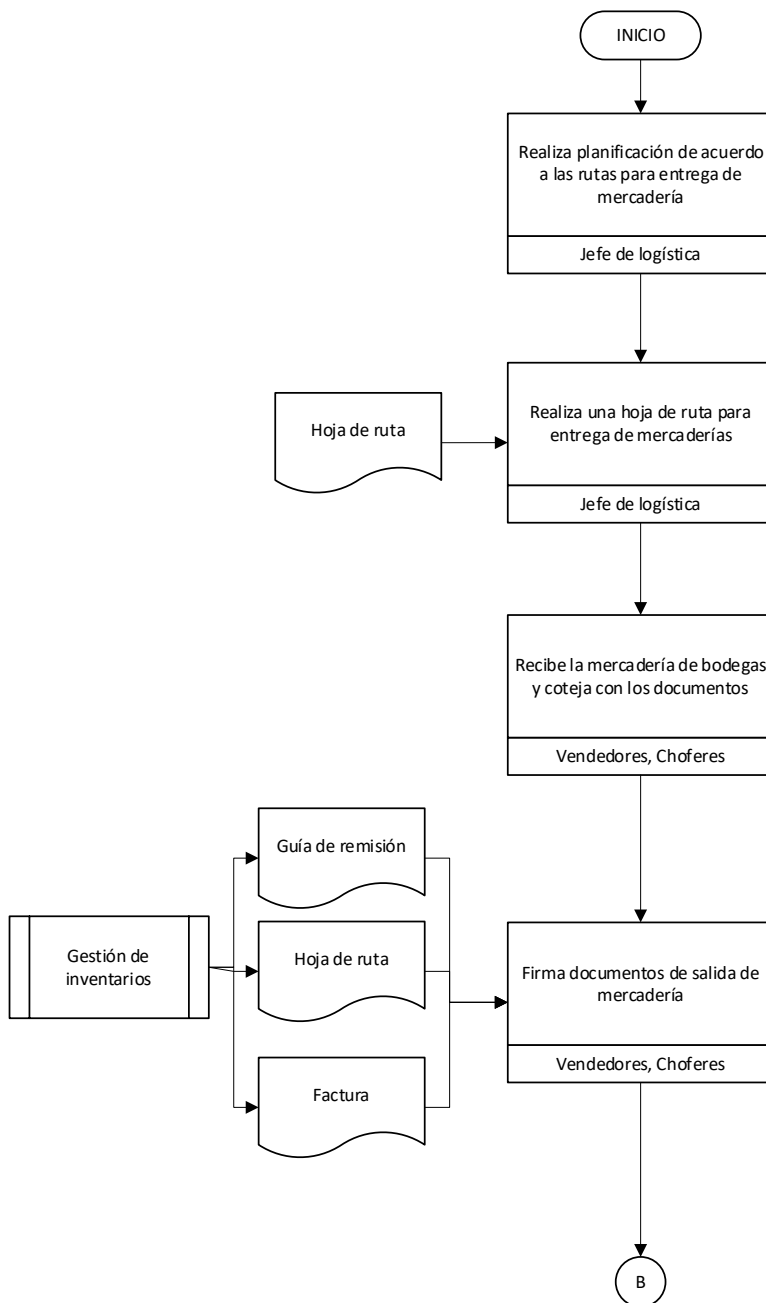 INICIO
Realiza planificación de acuerdo
a las rutas para entrega de
mercadería
Jefe de logística
Hoja de ruta
Realiza una hoja de ruta para
entrega de mercaderías
Jefe de logística
Recibe la mercadería de bodegas
y coteja con los documentos
Vendedores, Choferes
Guía de remisión
Gestión de
inventarios
Hoja de ruta
Factura
Firma documentos de salida de
mercadería
Vendedores, Choferes
B